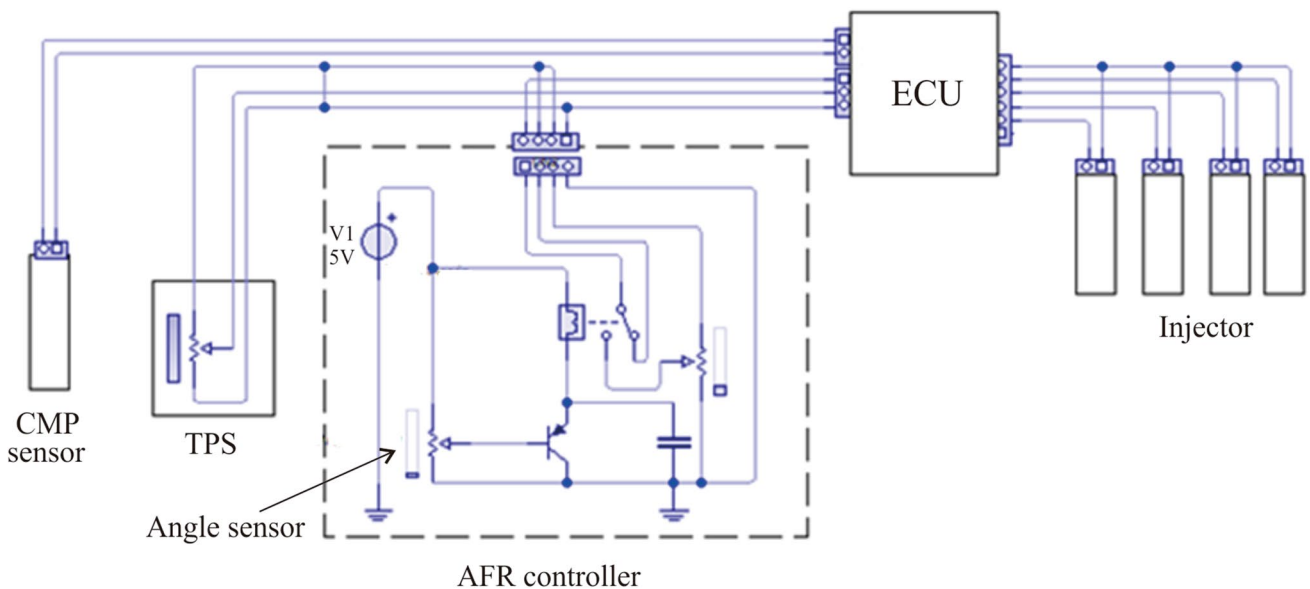 ECU
V1
5V
Injector
CMP
sensor
TPS
Angle sensor
AFR controller